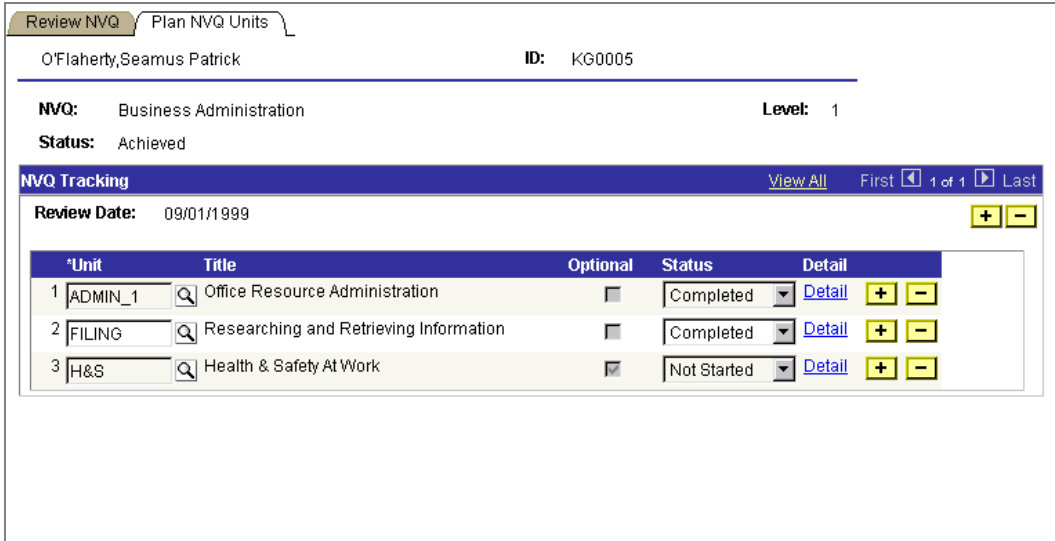 Review NVQ Plan NVQ Units
O'Flaherty,Seamus Patrick ID: KG0005
NVQ: Business Administration Level: 1
Status: Achieved
NVQ Tracking View All First 1 of 1 Last
Review Date: 09/01/1999 + −
*Unit Title Optional Status Detail
1 ADMIN_1 Office Resource Administration Completed Detail + −
2 FILING Researching and Retrieving Information Completed Detail + −
3 H&S Health & Safety At Work Not Started Detail + −